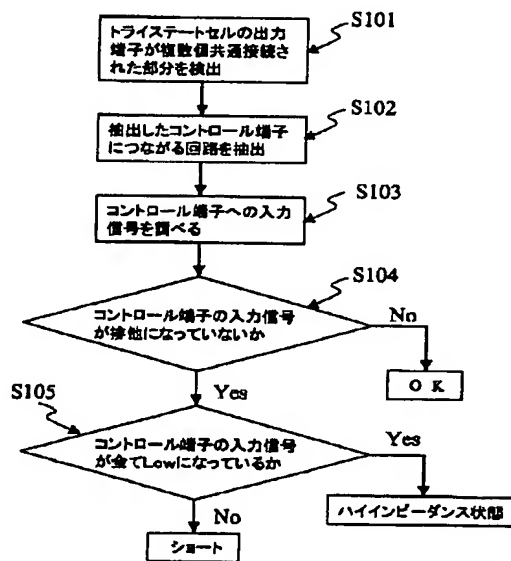 S101
トライステートセルの出力
端子が複数個共通接続され
た部分を検出
S102
抽出したコントロール端子
につながる回路を抽出
S103
コントロール端子への入力
信号を調べる
S104
コントロール端子の入力信号
が排他になっていないか
No
OK
Yes
S105
コントロール端子の入力信号
が全てLowになっているか
Yes
ハイインピーダンス状態
No
ショート